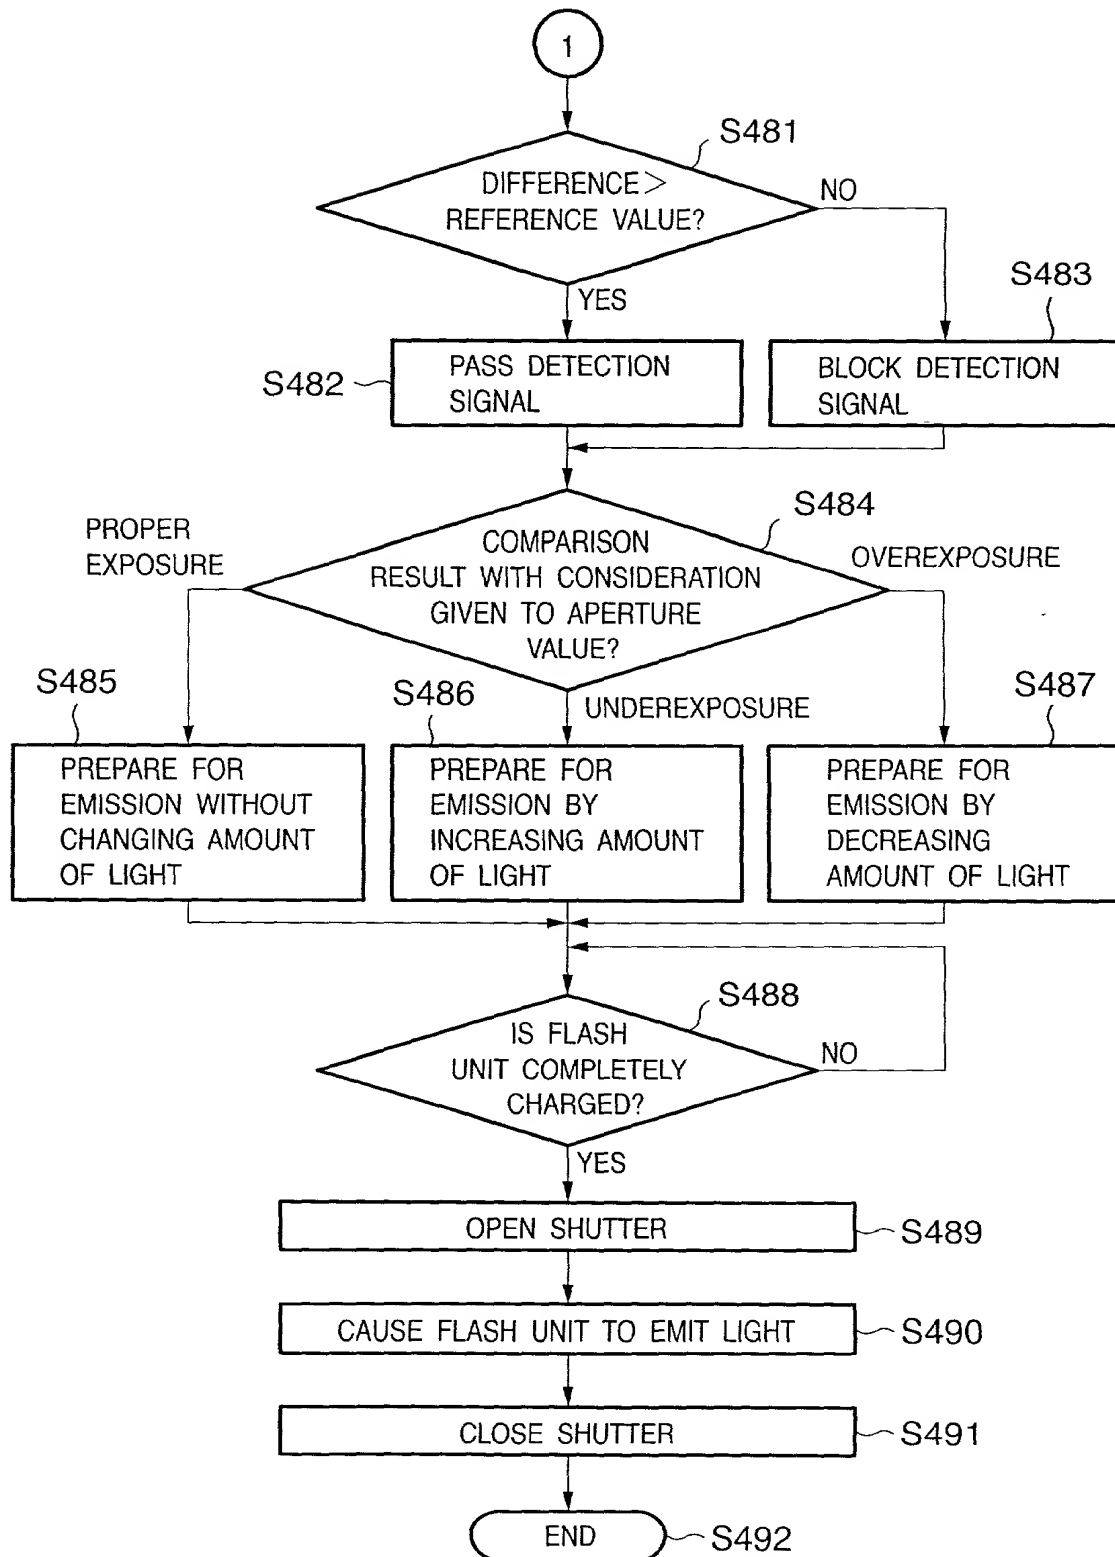 1
S481
DIFFERENCE>
REFERENCE VALUE?
NO
YES
S483
S482
PASS DETECTION
SIGNAL
BLOCK DETECTION
SIGNAL
S484
PROPER
EXPOSURE
COMPARISON
RESULT WITH CONSIDERATION
GIVEN TO APERTURE
VALUE?
OVEREXPOSURE
S485
S486
UNDEREXPOSURE
S487
PREPARE FOR
EMISSION WITHOUT
CHANGING AMOUNT
OF LIGHT
PREPARE FOR
EMISSION BY
INCREASING AMOUNT
OF LIGHT
PREPARE FOR
EMISSION BY
DECREASING
AMOUNT OF LIGHT
S488
IS FLASH
UNIT COMPLETELY
CHARGED?
NO
YES
OPEN SHUTTER
S489
CAUSE FLASH UNIT TO EMIT LIGHT
S490
CLOSE SHUTTER
S491
END
S492